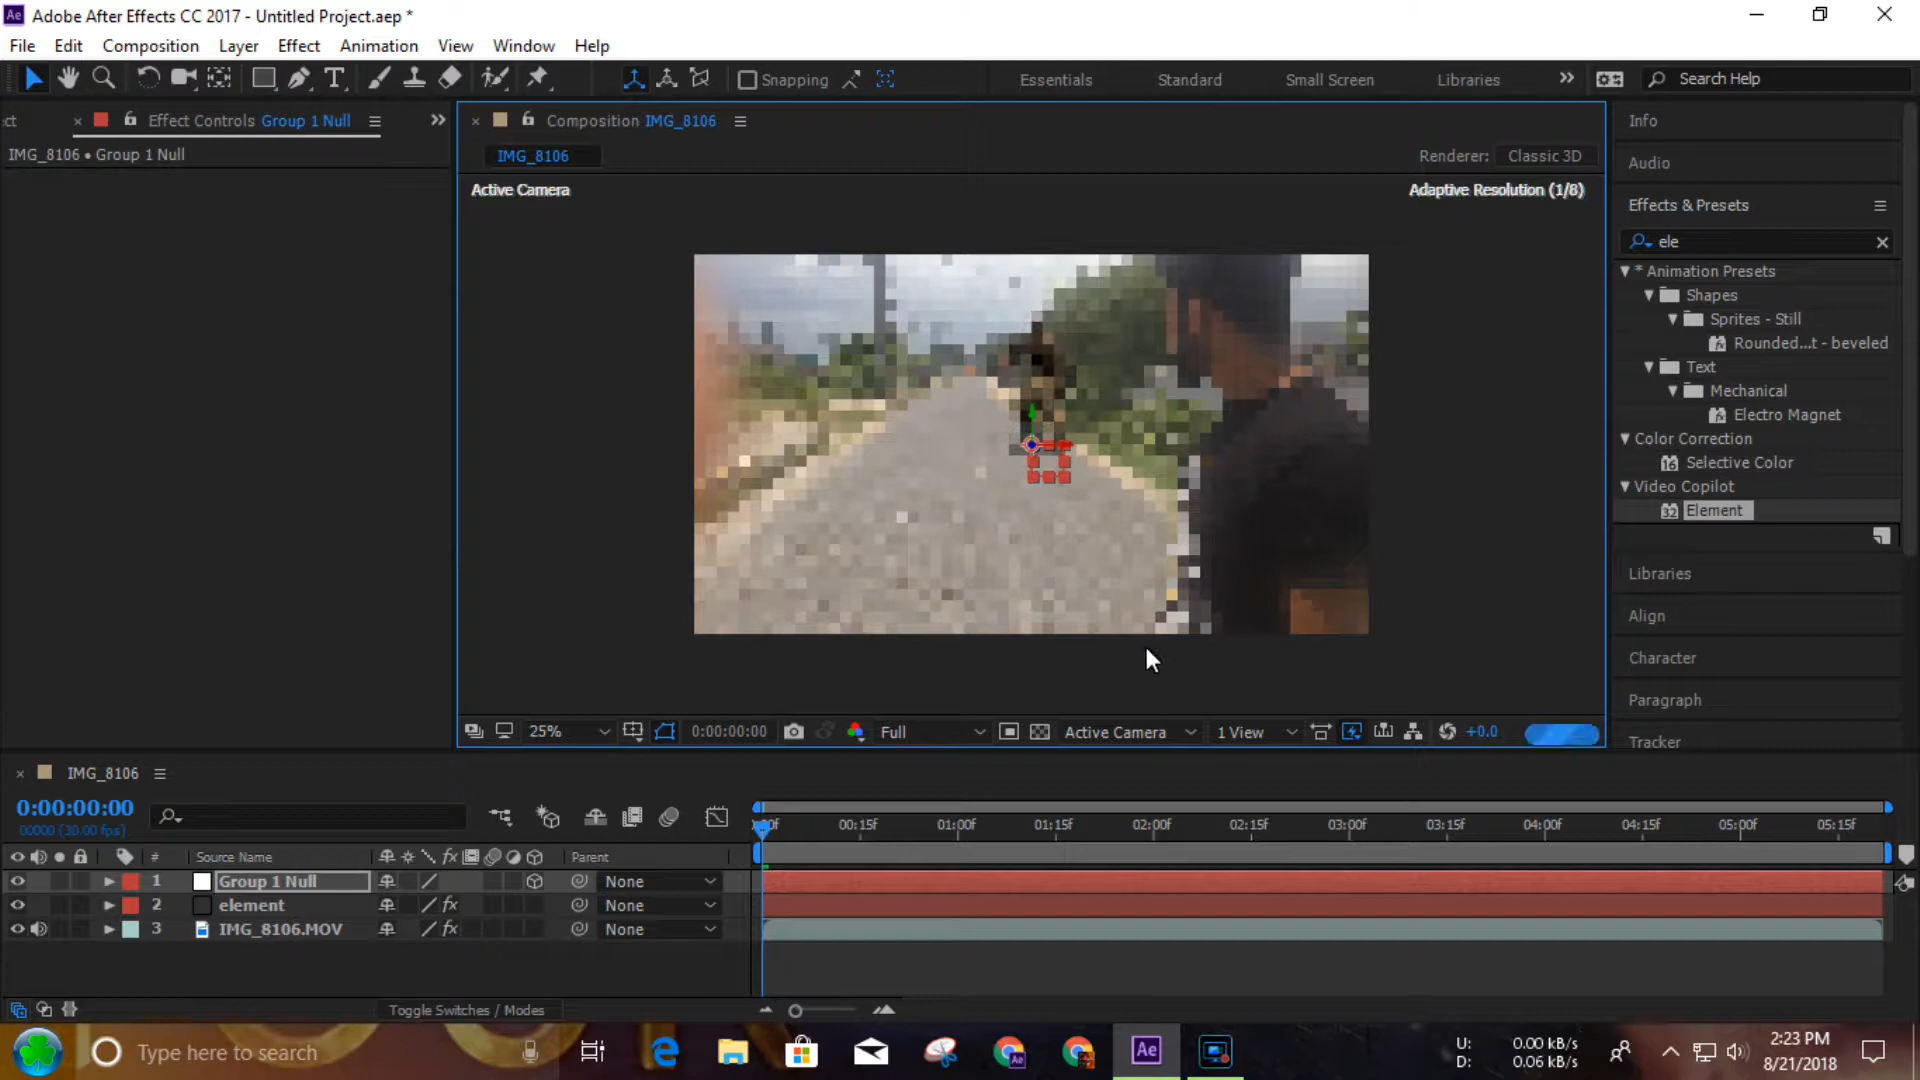 Adobe After Effects CC 2017 - Untitled Project.aep *
File Edit Composition Layer Effect Animation View Window Help
Snapping Essentials Standard Small Screen Libraries Search Help
ct Effect Controls Group 1 Null
IMG_8106 • Group 1 Null
Composition IMG_8106
IMG_8106
Renderer: Classic 3D
Active Camera
Adaptive Resolution (1/8)
Info
Audio
Effects & Presets
ele
* Animation Presets
Shapes
Sprites - Still
Rounded...t - beveled
Text
Mechanical
Electro Magnet
Color Correction
Selective Color
Video Copilot
Element
Libraries
Align
Character
Paragraph
Tracker
25% 0:00:00:00 Full Active Camera 1 View +0.0
IMG_8106
0:00:00:00
00000 (30.00 fps)
00f 00:15f 01:00f 01:15f 02:00f 02:15f 03:00f 03:15f 04:00f 04:15f 05:00f 05:15f
# Source Name Parent
1 Group 1 Null None
2 element None
3 IMG_8106.MOV None
Toggle Switches / Modes
Type here to search
U: 0.00 kB/s
D: 0.06 kB/s
2:23 PM
8/21/2018